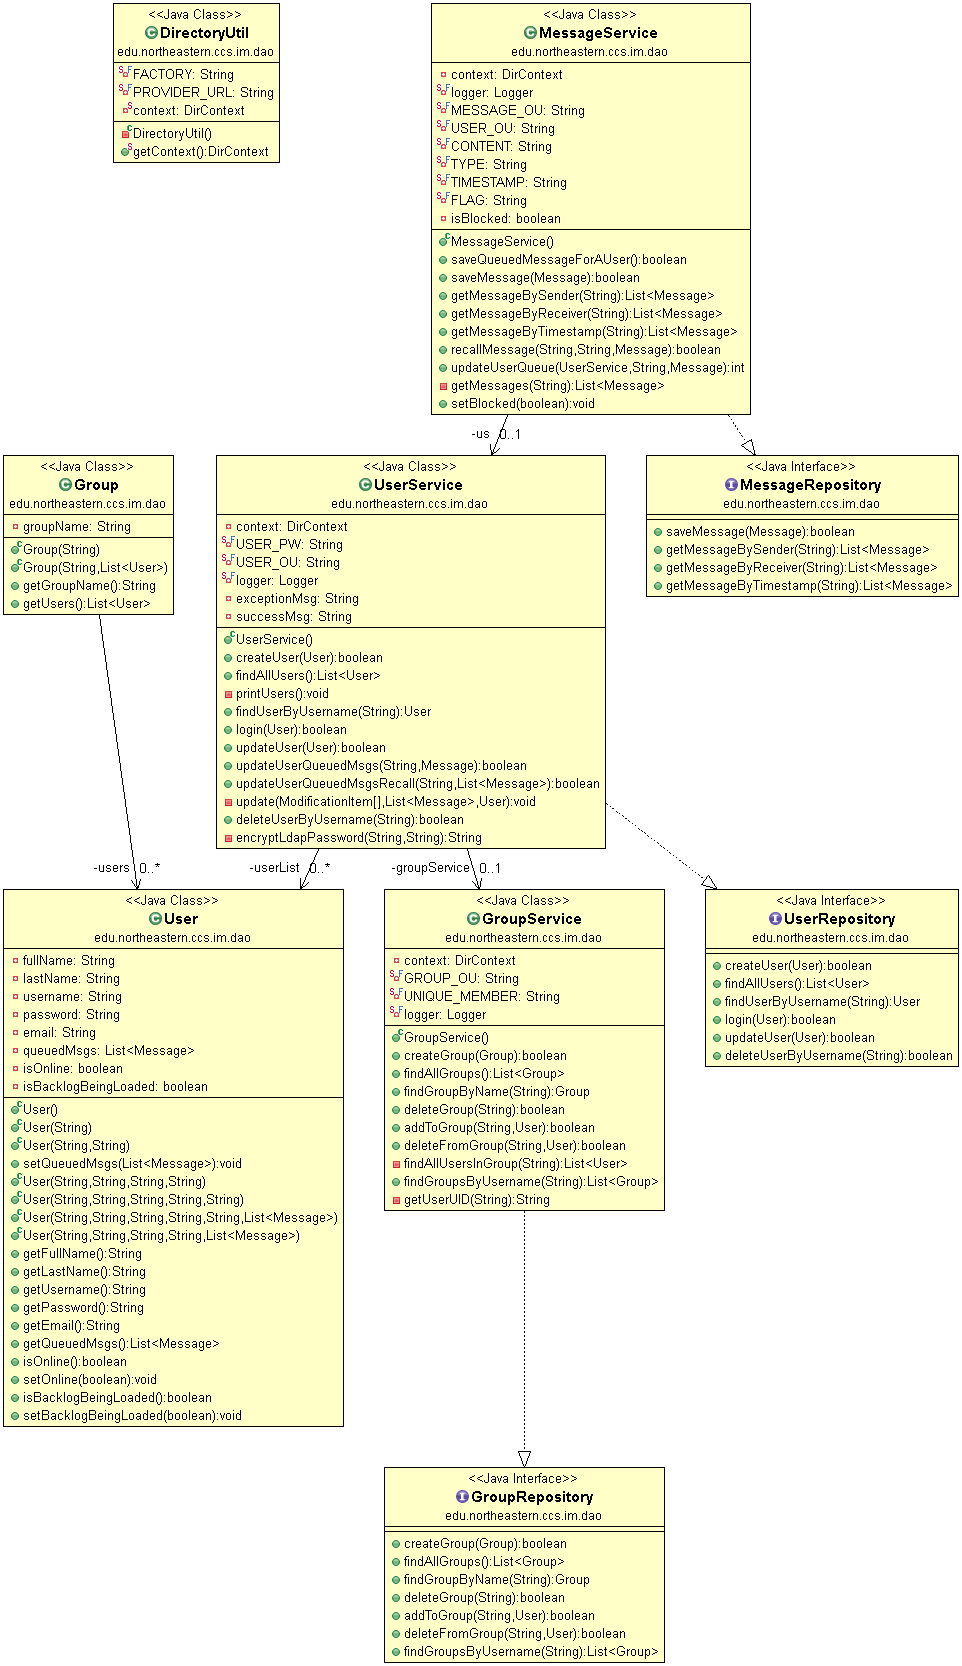 <<Java Class>>
DirectoryUtil
edu.northeastern.ccs.im.dao
FACTORY: String
PROVIDER_URL: String
context: DirContext
DirectoryUtil()
getContext():DirContext
<<Java Class>>
MessageService
edu.northeastern.ccs.im.dao
context: DirContext
logger: Logger
MESSAGE_OU: String
USER_OU: String
CONTENT: String
TYPE: String
TIMESTAMP: String
FLAG: String
isBlocked: boolean
MessageService()
saveQueuedMessageForAUser():boolean
saveMessage(Message):boolean
getMessageBySender(String):List<Message>
getMessageByReceiver(String):List<Message>
getMessageByTimestamp(String):List<Message>
recallMessage(String,String,Message):boolean
updateUserQueue(UserService,String,Message):int
getMessages(String):List<Message>
setBlocked(boolean):void
-us 0..1
<<Java Class>>
Group
edu.northeastern.ccs.im.dao
groupName: String
Group(String)
Group(String,List<User>)
getGroupName():String
getUsers():List<User>
<<Java Class>>
UserService
edu.northeastern.ccs.im.dao
context: DirContext
USER_PW: String
USER_OU: String
logger: Logger
exceptionMsg: String
successMsg: String
UserService()
createUser(User):boolean
findAllUsers():List<User>
printUsers():void
findUserByUsername(String):User
login(User):boolean
updateUser(User):boolean
updateUserQueuedMsgs(String,Message):boolean
updateUserQueuedMsgsRecall(String,List<Message>):boolean
update(ModificationItem[],List<Message>,User):void
deleteUserByUsername(String):boolean
encryptLdapPassword(String,String):String
<<Java Interface>>
MessageRepository
edu.northeastern.ccs.im.dao
saveMessage(Message):boolean
getMessageBySender(String):List<Message>
getMessageByReceiver(String):List<Message>
getMessageByTimestamp(String):List<Message>
-users 0..*
-userList 0..*
-groupService 0..1
<<Java Class>>
User
edu.northeastern.ccs.im.dao
fullName: String
lastName: String
username: String
password: String
email: String
queuedMsgs: List<Message>
isOnline: boolean
isBacklogBeingLoaded: boolean
User()
User(String)
User(String,String)
setQueuedMsgs(List<Message>):void
User(String,String,String,String)
User(String,String,String,String,String)
User(String,String,String,String,String,List<Message>)
User(String,String,String,String,List<Message>)
getFullName():String
getLastName():String
getUsername():String
getPassword():String
getEmail():String
getQueuedMsgs():List<Message>
isOnline():boolean
setOnline(boolean):void
isBacklogBeingLoaded():boolean
setBacklogBeingLoaded(boolean):void
<<Java Class>>
GroupService
edu.northeastern.ccs.im.dao
context: DirContext
GROUP_OU: String
UNIQUE_MEMBER: String
logger: Logger
GroupService()
createGroup(Group):boolean
findAllGroups():List<Group>
findGroupByName(String):Group
deleteGroup(String):boolean
addToGroup(String,User):boolean
deleteFromGroup(String,User):boolean
findAllUsersInGroup(String):List<User>
findGroupsByUsername(String):List<Group>
getUserUID(String):String
<<Java Interface>>
UserRepository
edu.northeastern.ccs.im.dao
createUser(User):boolean
findAllUsers():List<User>
findUserByUsername(String):User
login(User):boolean
updateUser(User):boolean
deleteUserByUsername(String):boolean
<<Java Interface>>
GroupRepository
edu.northeastern.ccs.im.dao
createGroup(Group):boolean
findAllGroups():List<Group>
findGroupByName(String):Group
deleteGroup(String):boolean
addToGroup(String,User):boolean
deleteFromGroup(String,User):boolean
findGroupsByUsername(String):List<Group>